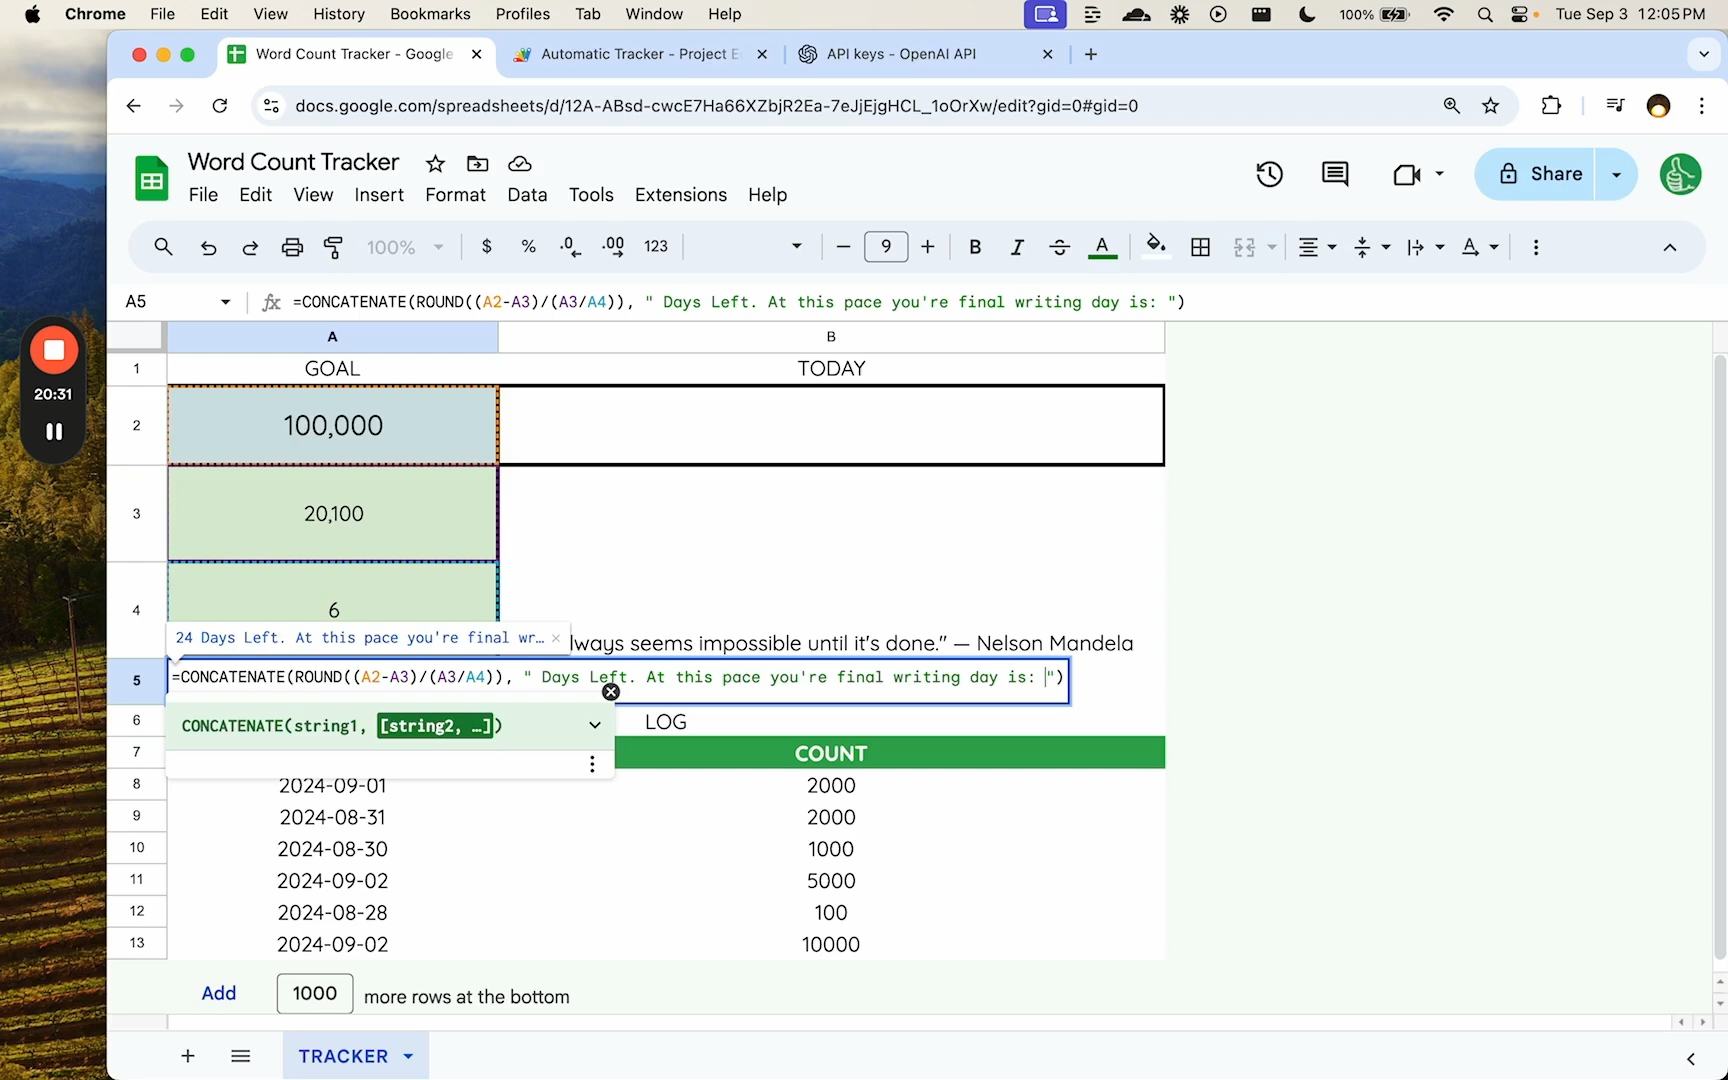 Chrome File Edit View History Bookmarks Profiles Tab Window Help 100% Tue Sep 3 12:05 PM
Word Count Tracker - Google Automatic Tracker - Project E API keys - OpenAI API
docs.google.com/spreadsheets/d/12A-ABsd-cwcE7Ha66XZbjR2Ea-7eJjEjgHCL_1oOrXw/edit?gid=0#gid=0
Word Count Tracker
Share
File Edit View Insert Format Data Tools Extensions Help
100% $ % .0 .00 123 9 B I A
A5 fx =CONCATENATE(ROUND((A2-A3)/(A3/A4)), " Days Left. At this pace you're final writing day is: ")
A B
1 GOAL TODAY
20:31
2 100,000
3 20,100
4 6
24 Days Left. At this pace you're final wr...
lways seems impossible until it's done." — Nelson Mandela
5 =CONCATENATE(ROUND((A2-A3)/(A3/A4)), " Days Left. At this pace you're final writing day is: ")
6 LOG
CONCATENATE(string1, [string2, …])
7 COUNT
8 2024-09-01 2000
9 2024-08-31 2000
10 2024-08-30 1000
11 2024-09-02 5000
12 2024-08-28 100
13 2024-09-02 10000
Add 1000 more rows at the bottom
TRACKER